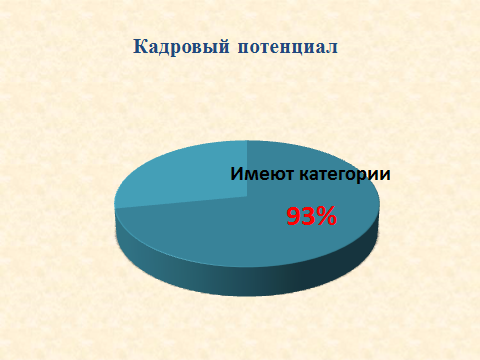 Кадровый потенциал
Имеют категории
93%